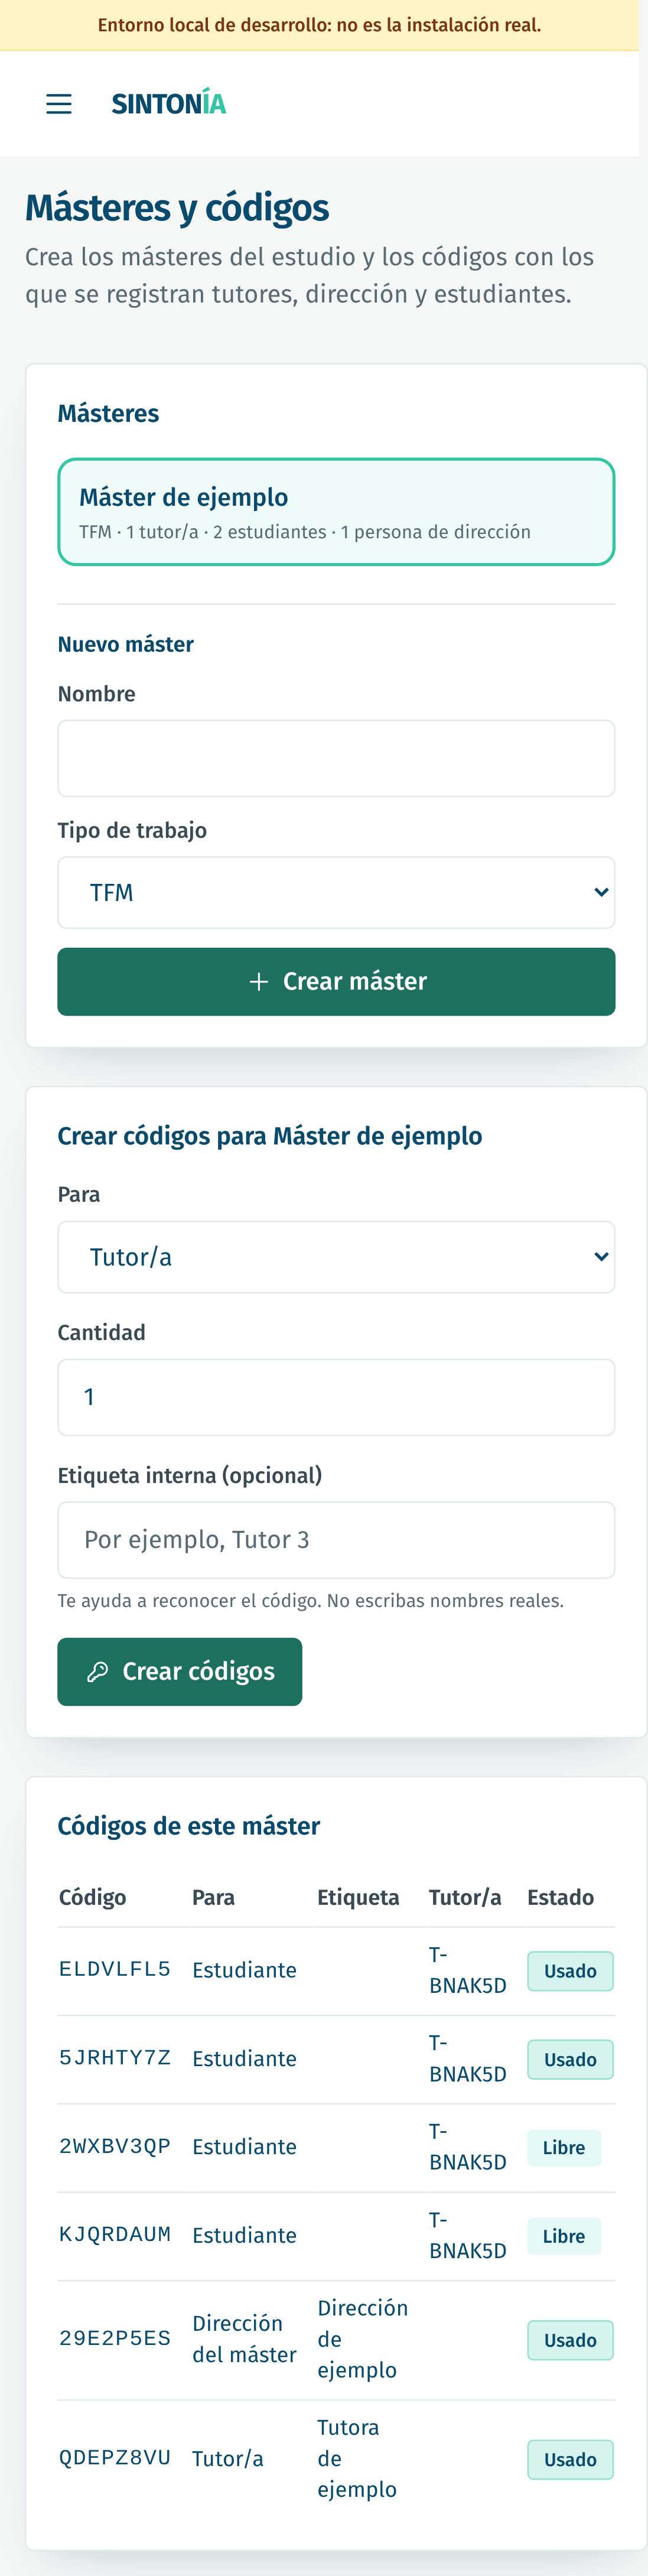 Entorno local de desarrollo: no es la instalación real.
SINTONÍA
Másteres y códigos
Crea los másteres del estudio y los códigos con los
que se registran tutores, dirección y estudiantes.
Másteres
Máster de ejemplo
TFM · 1 tutor/a · 2 estudiantes · 1 persona de dirección
Nuevo máster
Nombre
Tipo de trabajo
TFM
Crear máster
Crear códigos para Máster de ejemplo
Para
Tutor/a
Cantidad
1
Etiqueta interna (opcional)
Por ejemplo, Tutor 3
Te ayuda a reconocer el código. No escribas nombres reales.
Crear códigos
Códigos de este máster
Código Para Etiqueta Tutor/a Estado
ELDVLFL5 Estudiante T-BNAK5D Usado
5JRHTY7Z Estudiante T-BNAK5D Usado
2WXBV3QP Estudiante T-BNAK5D Libre
KJQRDAUM Estudiante T-BNAK5D Libre
29E2P5ES Dirección del máster Dirección de ejemplo Usado
QDEPZ8VU Tutor/a Tutora de ejemplo Usado